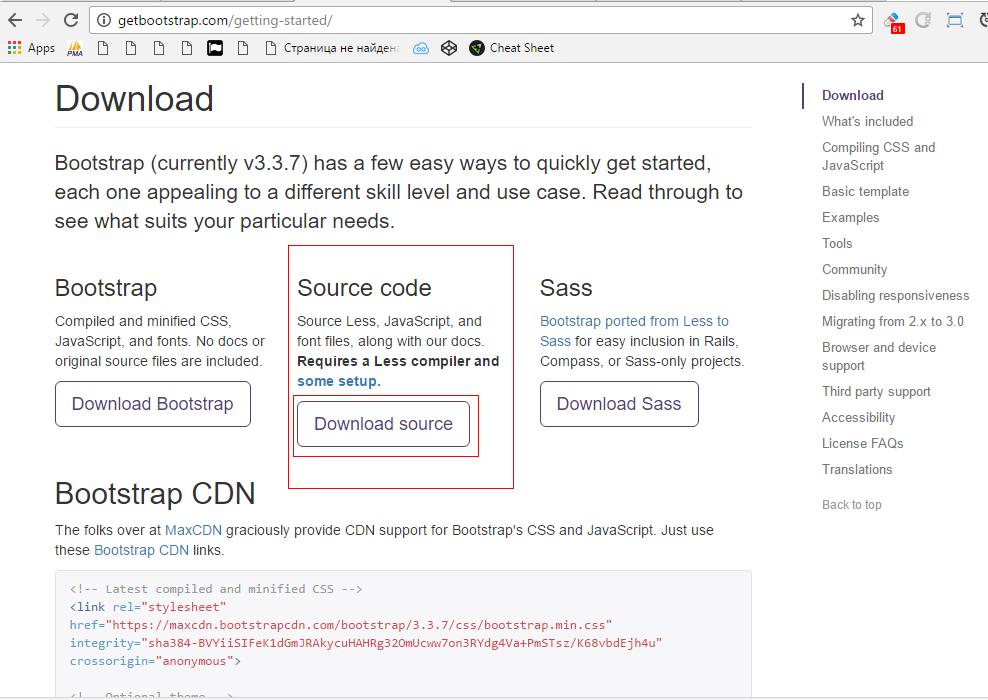 getbootstrap.com/getting-started/
61
Apps
PMA
Страница не найдена
Cheat Sheet
Download
Bootstrap (currently v3.3.7) has a few easy ways to quickly get started,
each one appealing to a different skill level and use case. Read through to
see what suits your particular needs.
Bootstrap
Compiled and minified CSS,
JavaScript, and fonts. No docs or
original source files are included.
Download Bootstrap
Source code
Source Less, JavaScript, and
font files, along with our docs.
Requires a Less compiler and
some setup.
Download source
Sass
Bootstrap ported from Less to
Sass for easy inclusion in Rails,
Compass, or Sass-only projects.
Download Sass
Bootstrap CDN
The folks over at MaxCDN graciously provide CDN support for Bootstrap's CSS and JavaScript. Just use
these Bootstrap CDN links.
<!-- Latest compiled and minified CSS -->
<link rel="stylesheet"
href="https://maxcdn.bootstrapcdn.com/bootstrap/3.3.7/css/bootstrap.min.css"
integrity="sha384-BVYiiSIFeK1dGmJRAkycuHAHRg32OmUcww7on3RYdg4Va+PmSTsz/K68vbdEjh4u"
crossorigin="anonymous">
<!-- Optional theme -->
Download
What's included
Compiling CSS and
JavaScript
Basic template
Examples
Tools
Community
Disabling responsiveness
Migrating from 2.x to 3.0
Browser and device
support
Third party support
Accessibility
License FAQs
Translations
Back to top